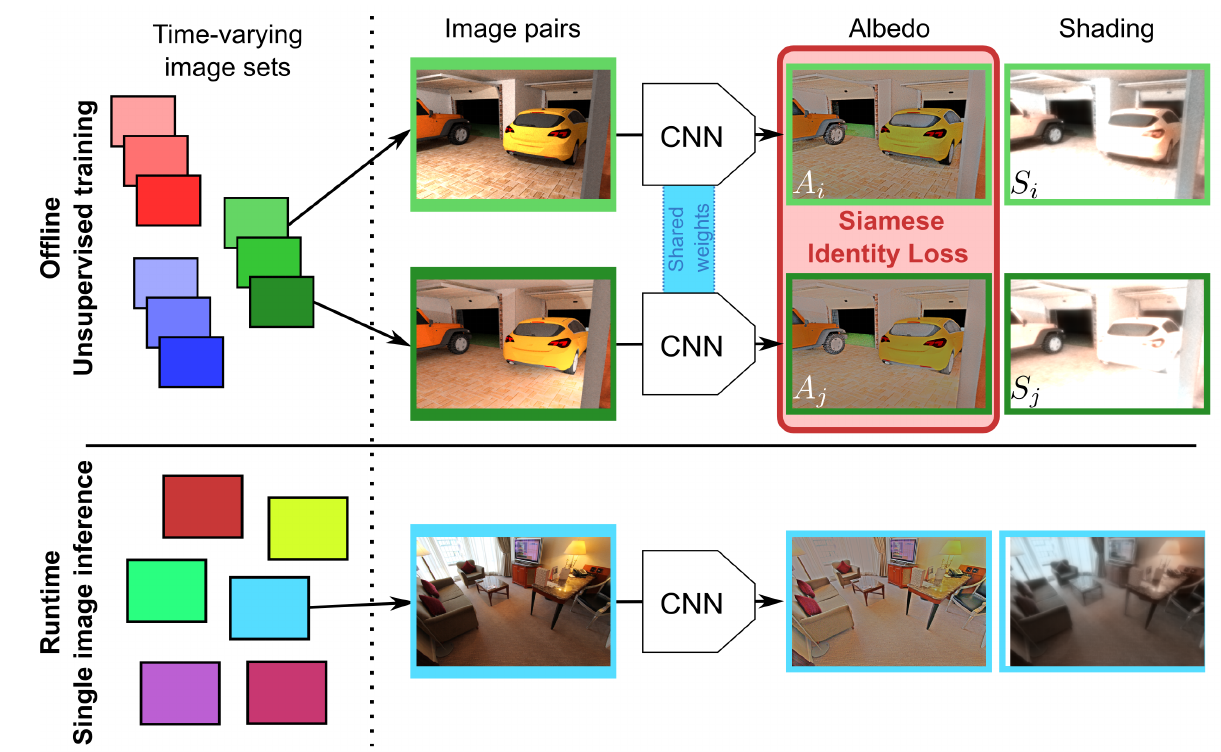 Time-varying
image sets
Image pairs
Albedo
Shading
Offline
Unsupervised training
CNN
Shared
weights
CNN
A_i
S_i
Siamese
Identity Loss
A_j
S_j
Runtime
Single image inference
CNN